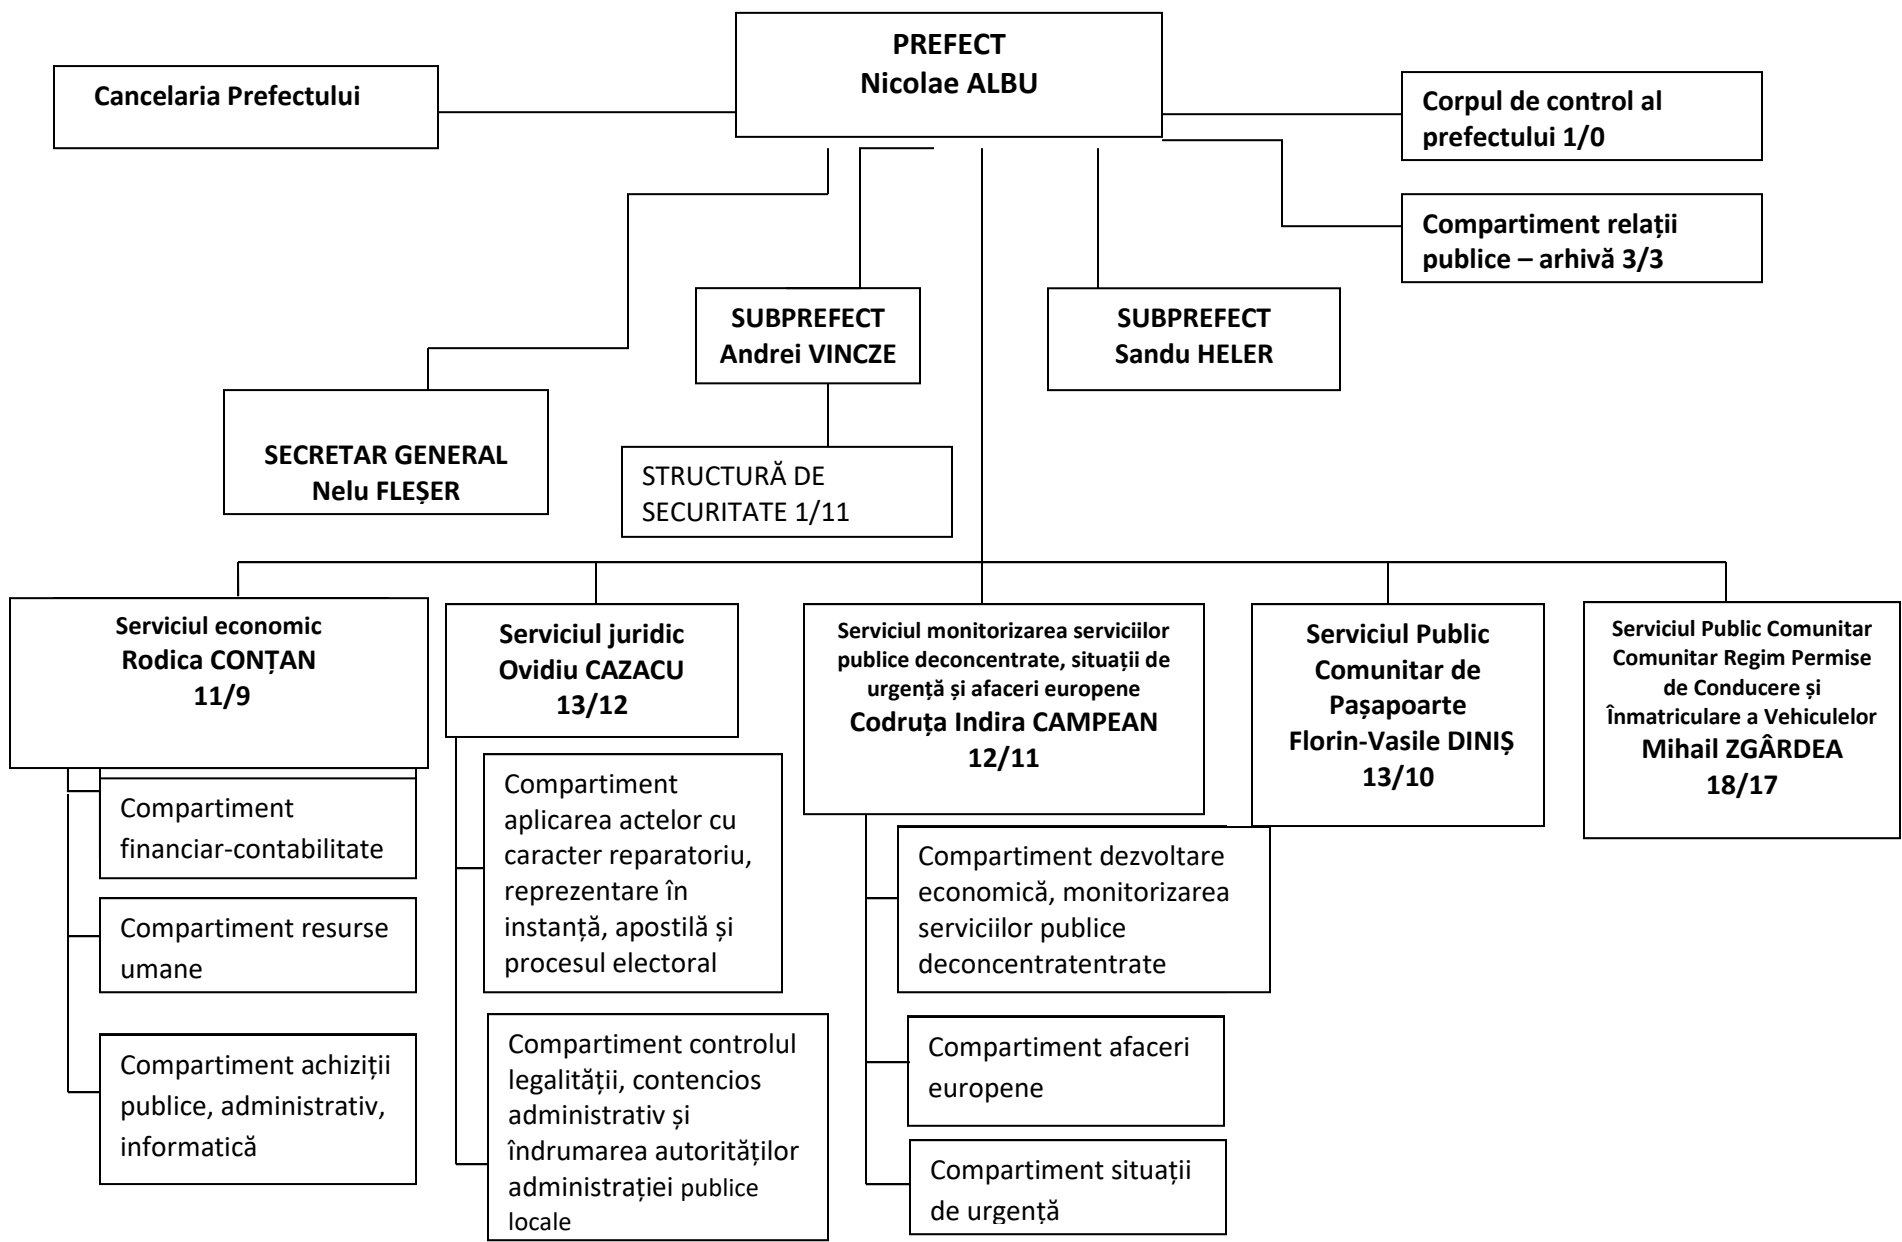 PREFECT
Nicolae ALBU
Cancelaria Prefectului
Corpul de control al
prefectului 1/0
Compartiment relații
publice – arhivă 3/3
SUBPREFECT
Andrei VINCZE
SUBPREFECT
Sandu HELER
SECRETAR GENERAL
Nelu FLEȘER
STRUCTURĂ DE
SECURITATE 1/11
Serviciul economic
Rodica CONȚAN
11/9
Serviciul juridic
Ovidiu CAZACU
13/12
Serviciul monitorizarea serviciilor
publice deconcentrate, situații de
urgență și afaceri europene
Codruța Indira CAMPEAN
12/11
Serviciul Public
Comunitar de
Pașapoarte
Florin-Vasile DINIȘ
13/10
Serviciul Public Comunitar
Comunitar Regim Permise
de Conducere și
Înmatriculare a Vehiculelor
Mihail ZGÂRDEA
18/17
Compartiment
financiar-contabilitate
Compartiment resurse
umane
Compartiment achiziții
publice, administrativ,
informatică
Compartiment
aplicarea actelor cu
caracter reparatoriu,
reprezentare în
instanță, apostilă și
procesul electoral
Compartiment controlul
legalității, contencios
administrativ și
îndrumarea autorităților
administrației publice
locale
Compartiment dezvoltare
economică, monitorizarea
serviciilor publice
deconcentratentrate
Compartiment afaceri
europene
Compartiment situații
de urgență